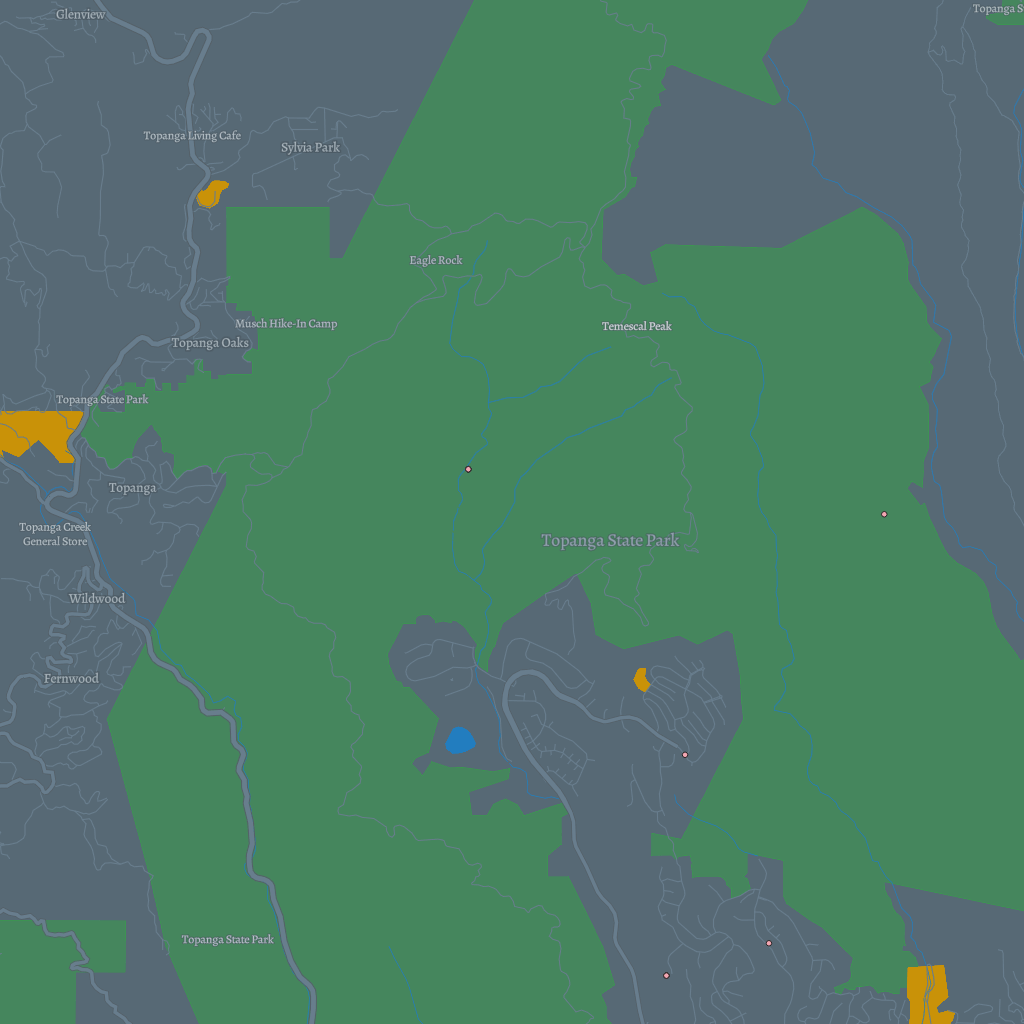 Glenview
Topanga S
Topanga Living Cafe
Sylvia Park
Eagle Rock
Musch Hike-In Camp
Temescal Peak
Topanga Oaks
Topanga State Park
Topanga
Topanga Creek
General Store
Topanga State Park
Wildwood
Fernwood
Topanga State Park